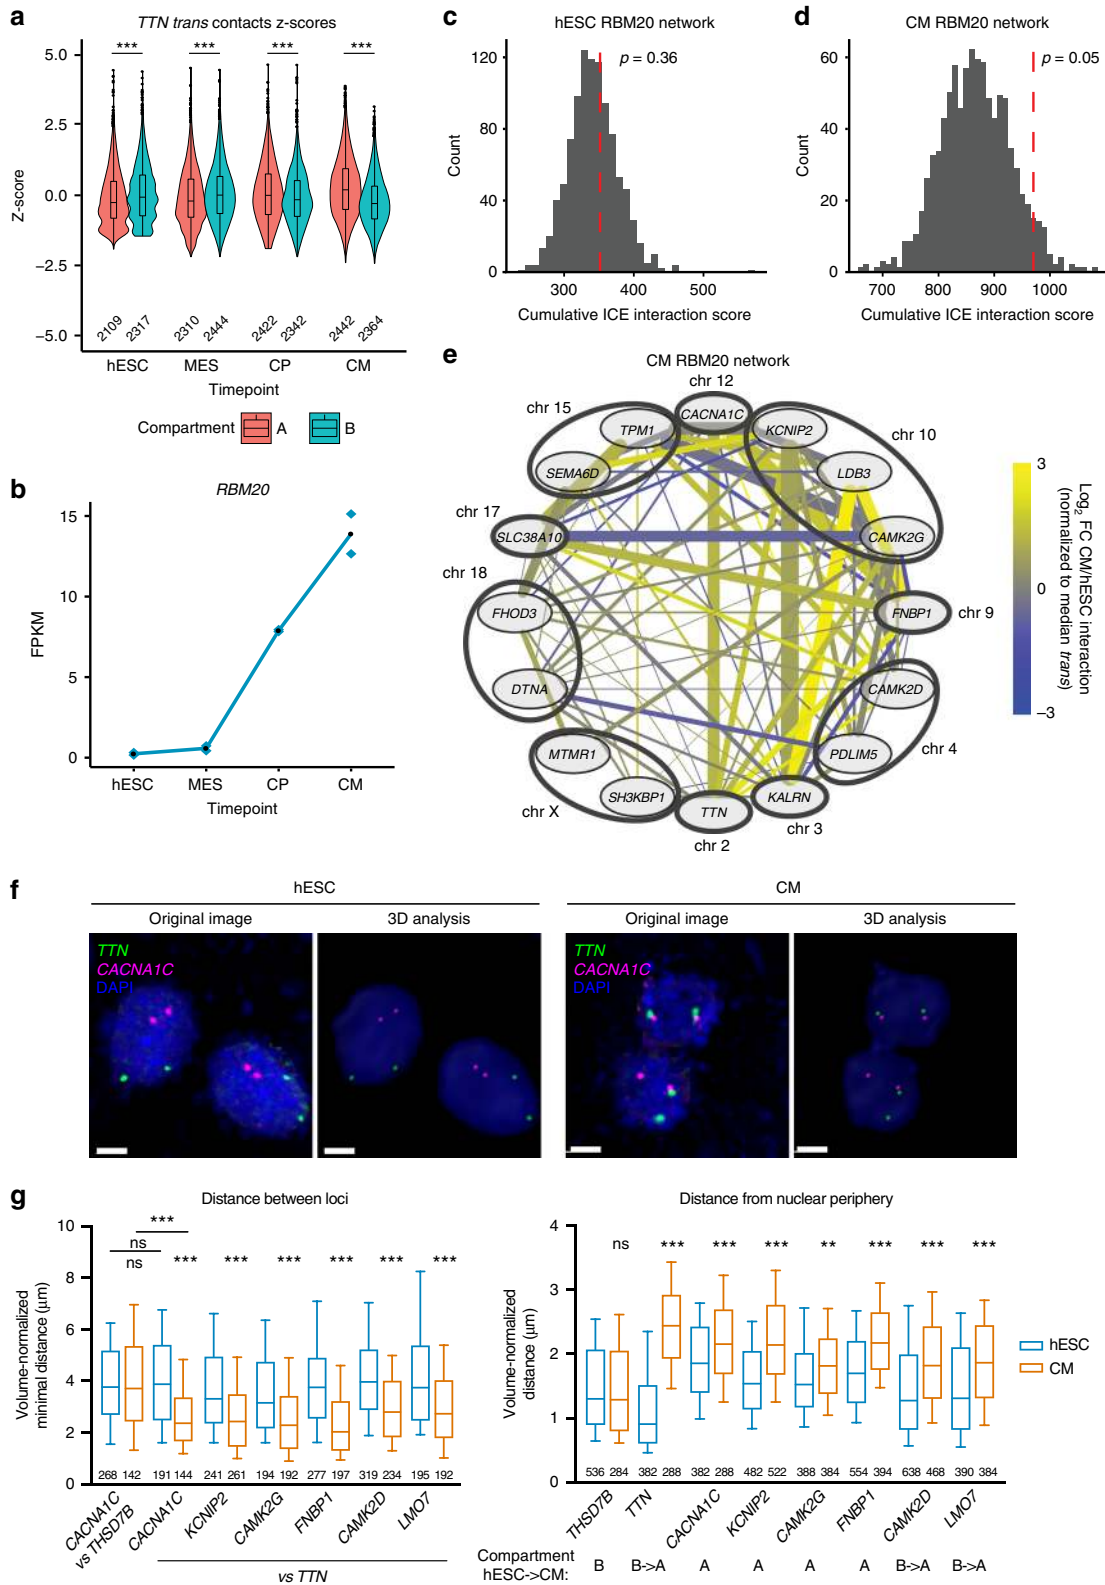 a
TTN trans contacts z-scores
*** *** *** ***
Z-score
5.0
2.5
0.0
−2.5
−5.0
2109 2317 2310 2444 2422 2342 2442 2364
hESC MES CP CM
Timepoint
Compartment A B
b
RBM20
FPKM
15
10
5
0
hESC MES CP CM
Timepoint
c
hESC RBM20 network
p = 0.36
Count
120
80
40
0
300 400 500
Cumulative ICE interaction score
d
CM RBM20 network
p = 0.05
Count
60
40
20
0
700 800 900 1000
Cumulative ICE interaction score
e
CM RBM20 network
chr 12
CACNA1C
chr 15
TPM1
KCNIP2
chr 10
SEMA6D
LDB3
chr 17
SLC38A10
CAMK2G
chr 18
FHOD3
FNBP1
chr 9
DTNA
CAMK2D
MTMR1
PDLIM5
chr 4
SH3KBP1
KALRN
chr X
TTN
chr 3
chr 2
3
0
−3
Log2 FC CM/hESC interaction
(normalized to median trans)
f
hESC CM
Original image 3D analysis Original image 3D analysis
TTN
CACNA1C
DAPI
TTN
CACNA1C
DAPI
g
Distance between loci
Volume-normalized
minimal distance (μm)
10
8
6
4
2
0
***
ns
ns *** *** *** *** *** ***
268 142 191 144 241 261 194 192 277 197 319 234 195 192
CACNA1C
vs THSD7B
CACNA1C
KCNIP2
CAMK2G
FNBP1
CAMK2D
LMO7
vs TTN
Distance from nuclear periphery
Volume-normalized
distance (μm)
4
3
2
1
0
ns *** *** *** ** *** *** ***
536 284 382 288 382 288 482 522 388 384 554 394 638 468 390 384
THSD7B
TTN
CACNA1C
KCNIP2
CAMK2G
FNBP1
CAMK2D
LMO7
Compartment
hESC->CM: B B->A A A A A B->A B->A
hESC
CM